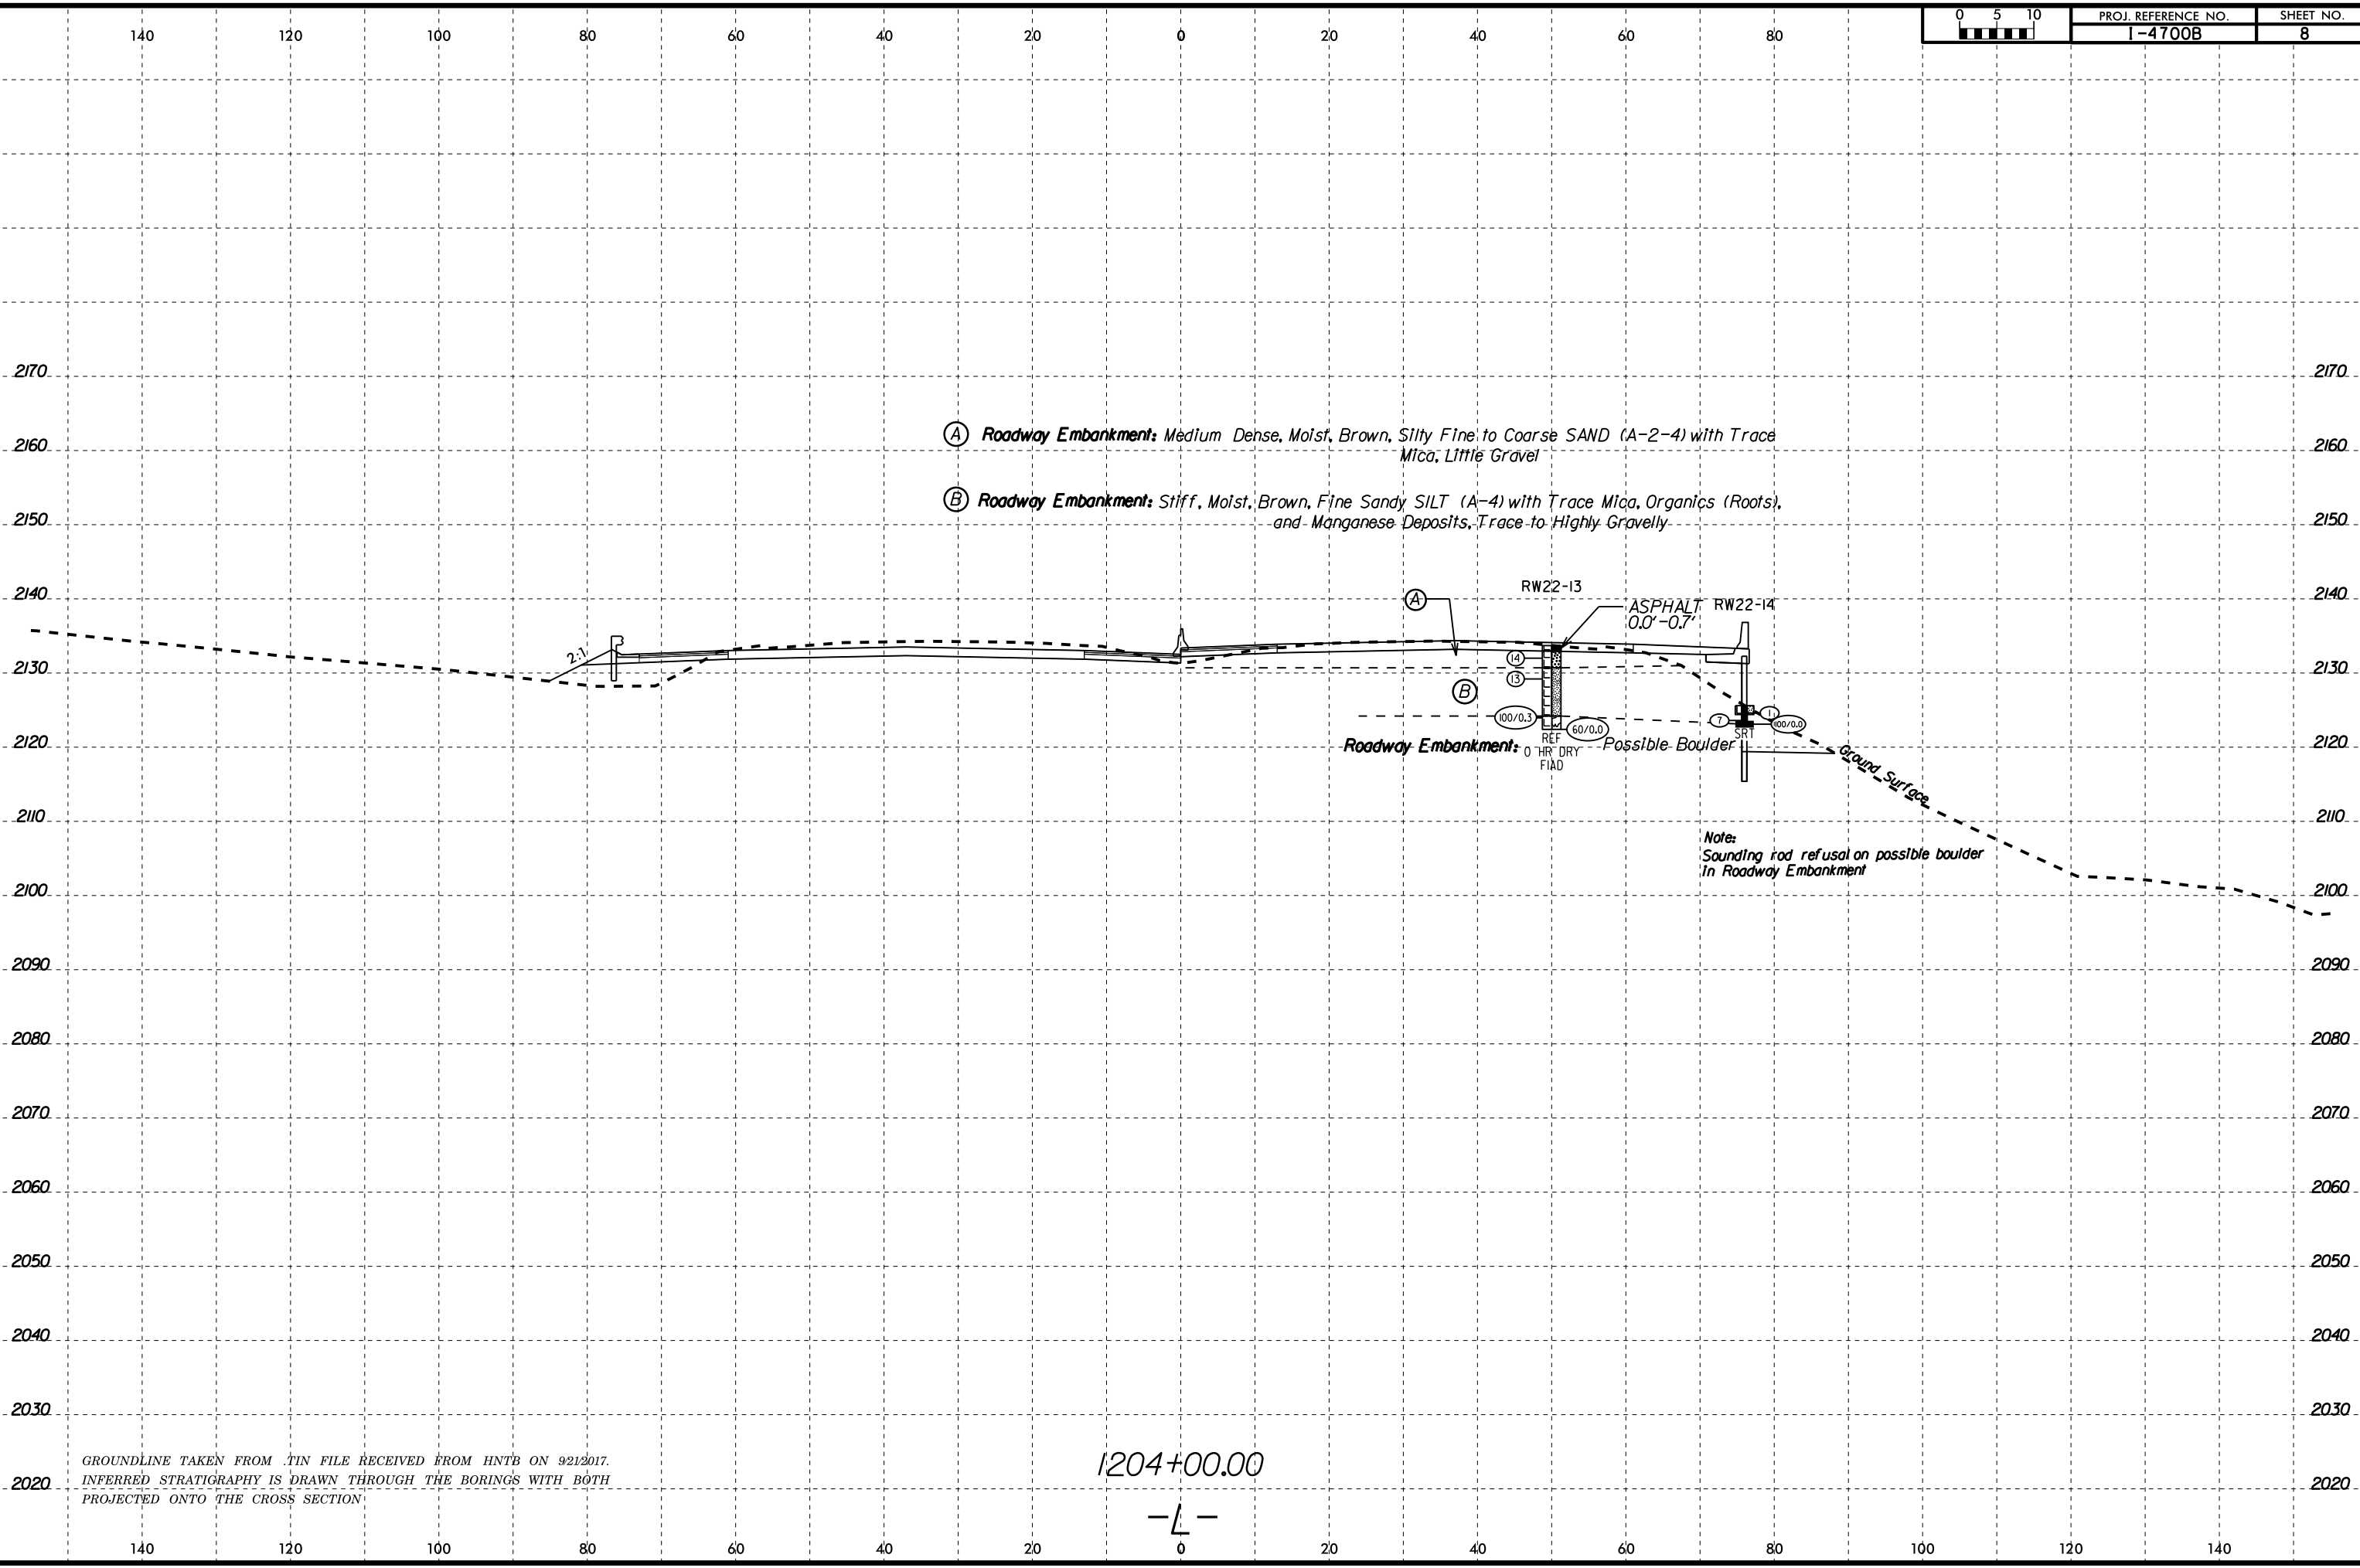 0 5 10
PROJ. REFERENCE NO.
SHEET NO.
I-4700B
8
140 120 100 80 60 40 20 0 20 40 60 80 100 120 140
2170 2170
A Roadway Embankment: Medium Dense, Moist, Brown, Silty Fine to Coarse SAND (A-2-4) with Trace
Mica, Little Gravel
2160 2160
B Roadway Embankment: Stiff, Moist, Brown, Fine Sandy SILT (A-4) with Trace Mica, Organics (Roots),
and Manganese Deposits, Trace to Highly Gravelly
2150 2150
RW22-13
2140 2140
A
ASPHALT
0.0'-0.7'
RW22-14
2:1
14
2130 2130
13
B
100/0.3
60/0.0
7
1
100/0.0
SRT
2120 2120
Roadway Embankment: Possible Boulder
REF
0 HR DRY
FIAD
Ground Surface
2110 2110
Note:
Sounding rod refusal on possible boulder
in Roadway Embankment
2100 2100
2090 2090
2080 2080
2070 2070
2060 2060
2050 2050
2040 2040
2030 2030
GROUNDLINE TAKEN FROM .TIN FILE RECEIVED FROM HNTB ON 9/21/2017.
INFERRED STRATIGRAPHY IS DRAWN THROUGH THE BORINGS WITH BOTH
PROJECTED ONTO THE CROSS SECTION
1204+00.00
2020 2020
-L-
140 120 100 80 60 40 20 0 20 40 60 80 100 120 140